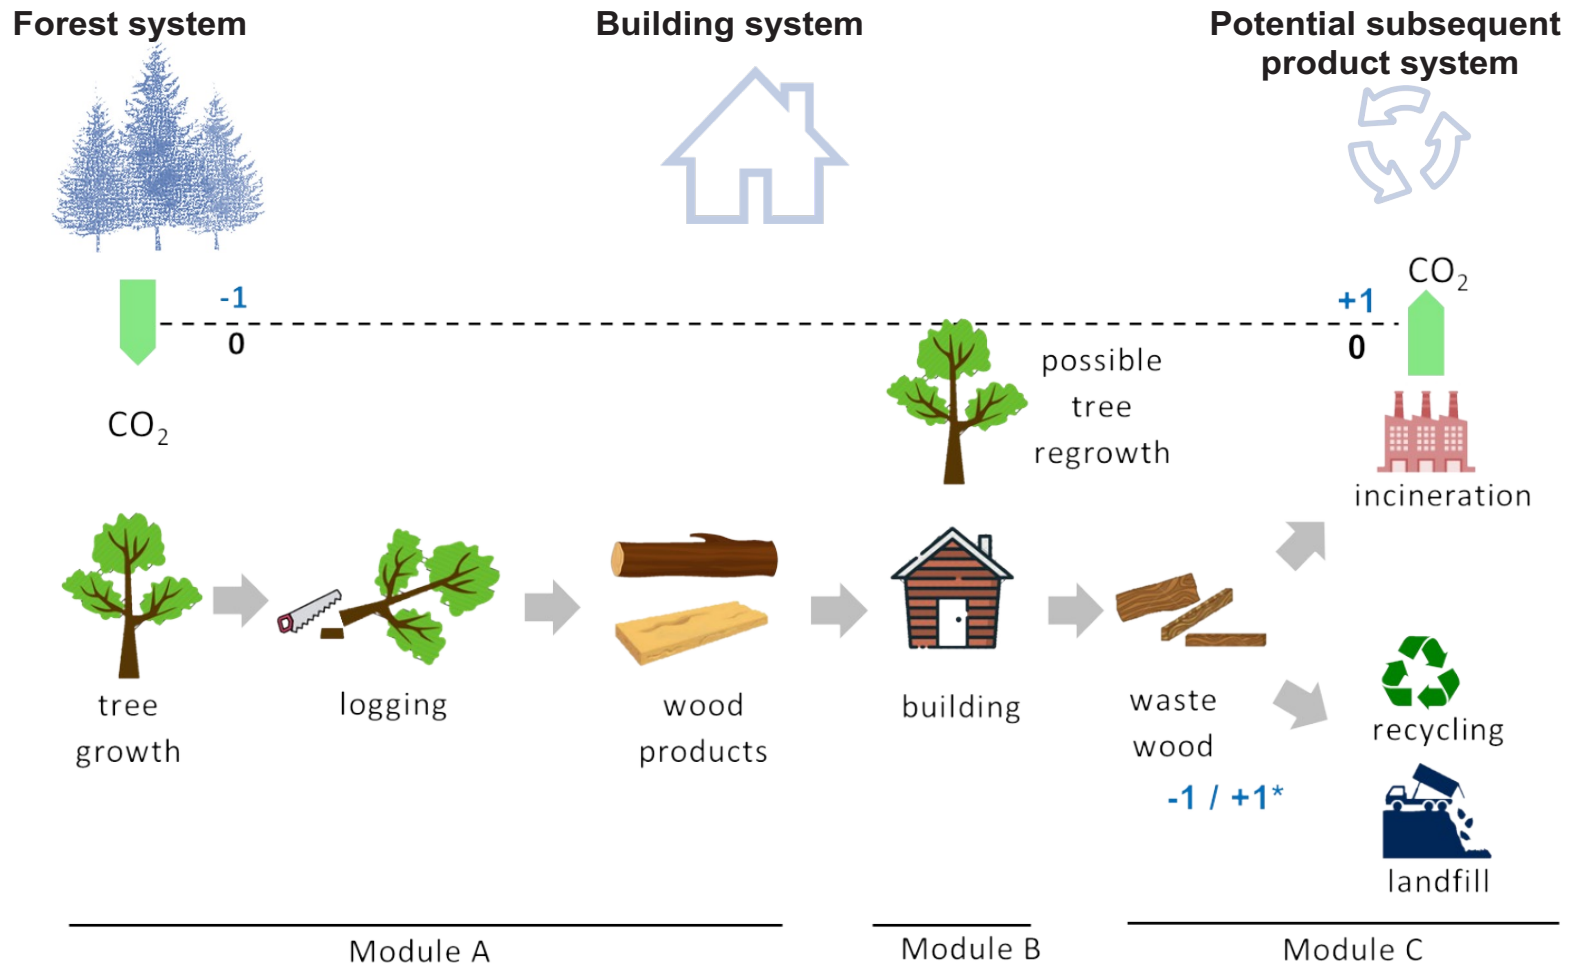 Forest system
Building system
Potential subsequent
product system
CO₂
-1
+1
0
0
possible
tree
regrowth
CO₂
incineration
tree
growth
logging
wood
products
building
waste
wood
recycling
-1 / +1*
landfill
Module A
Module B
Module C